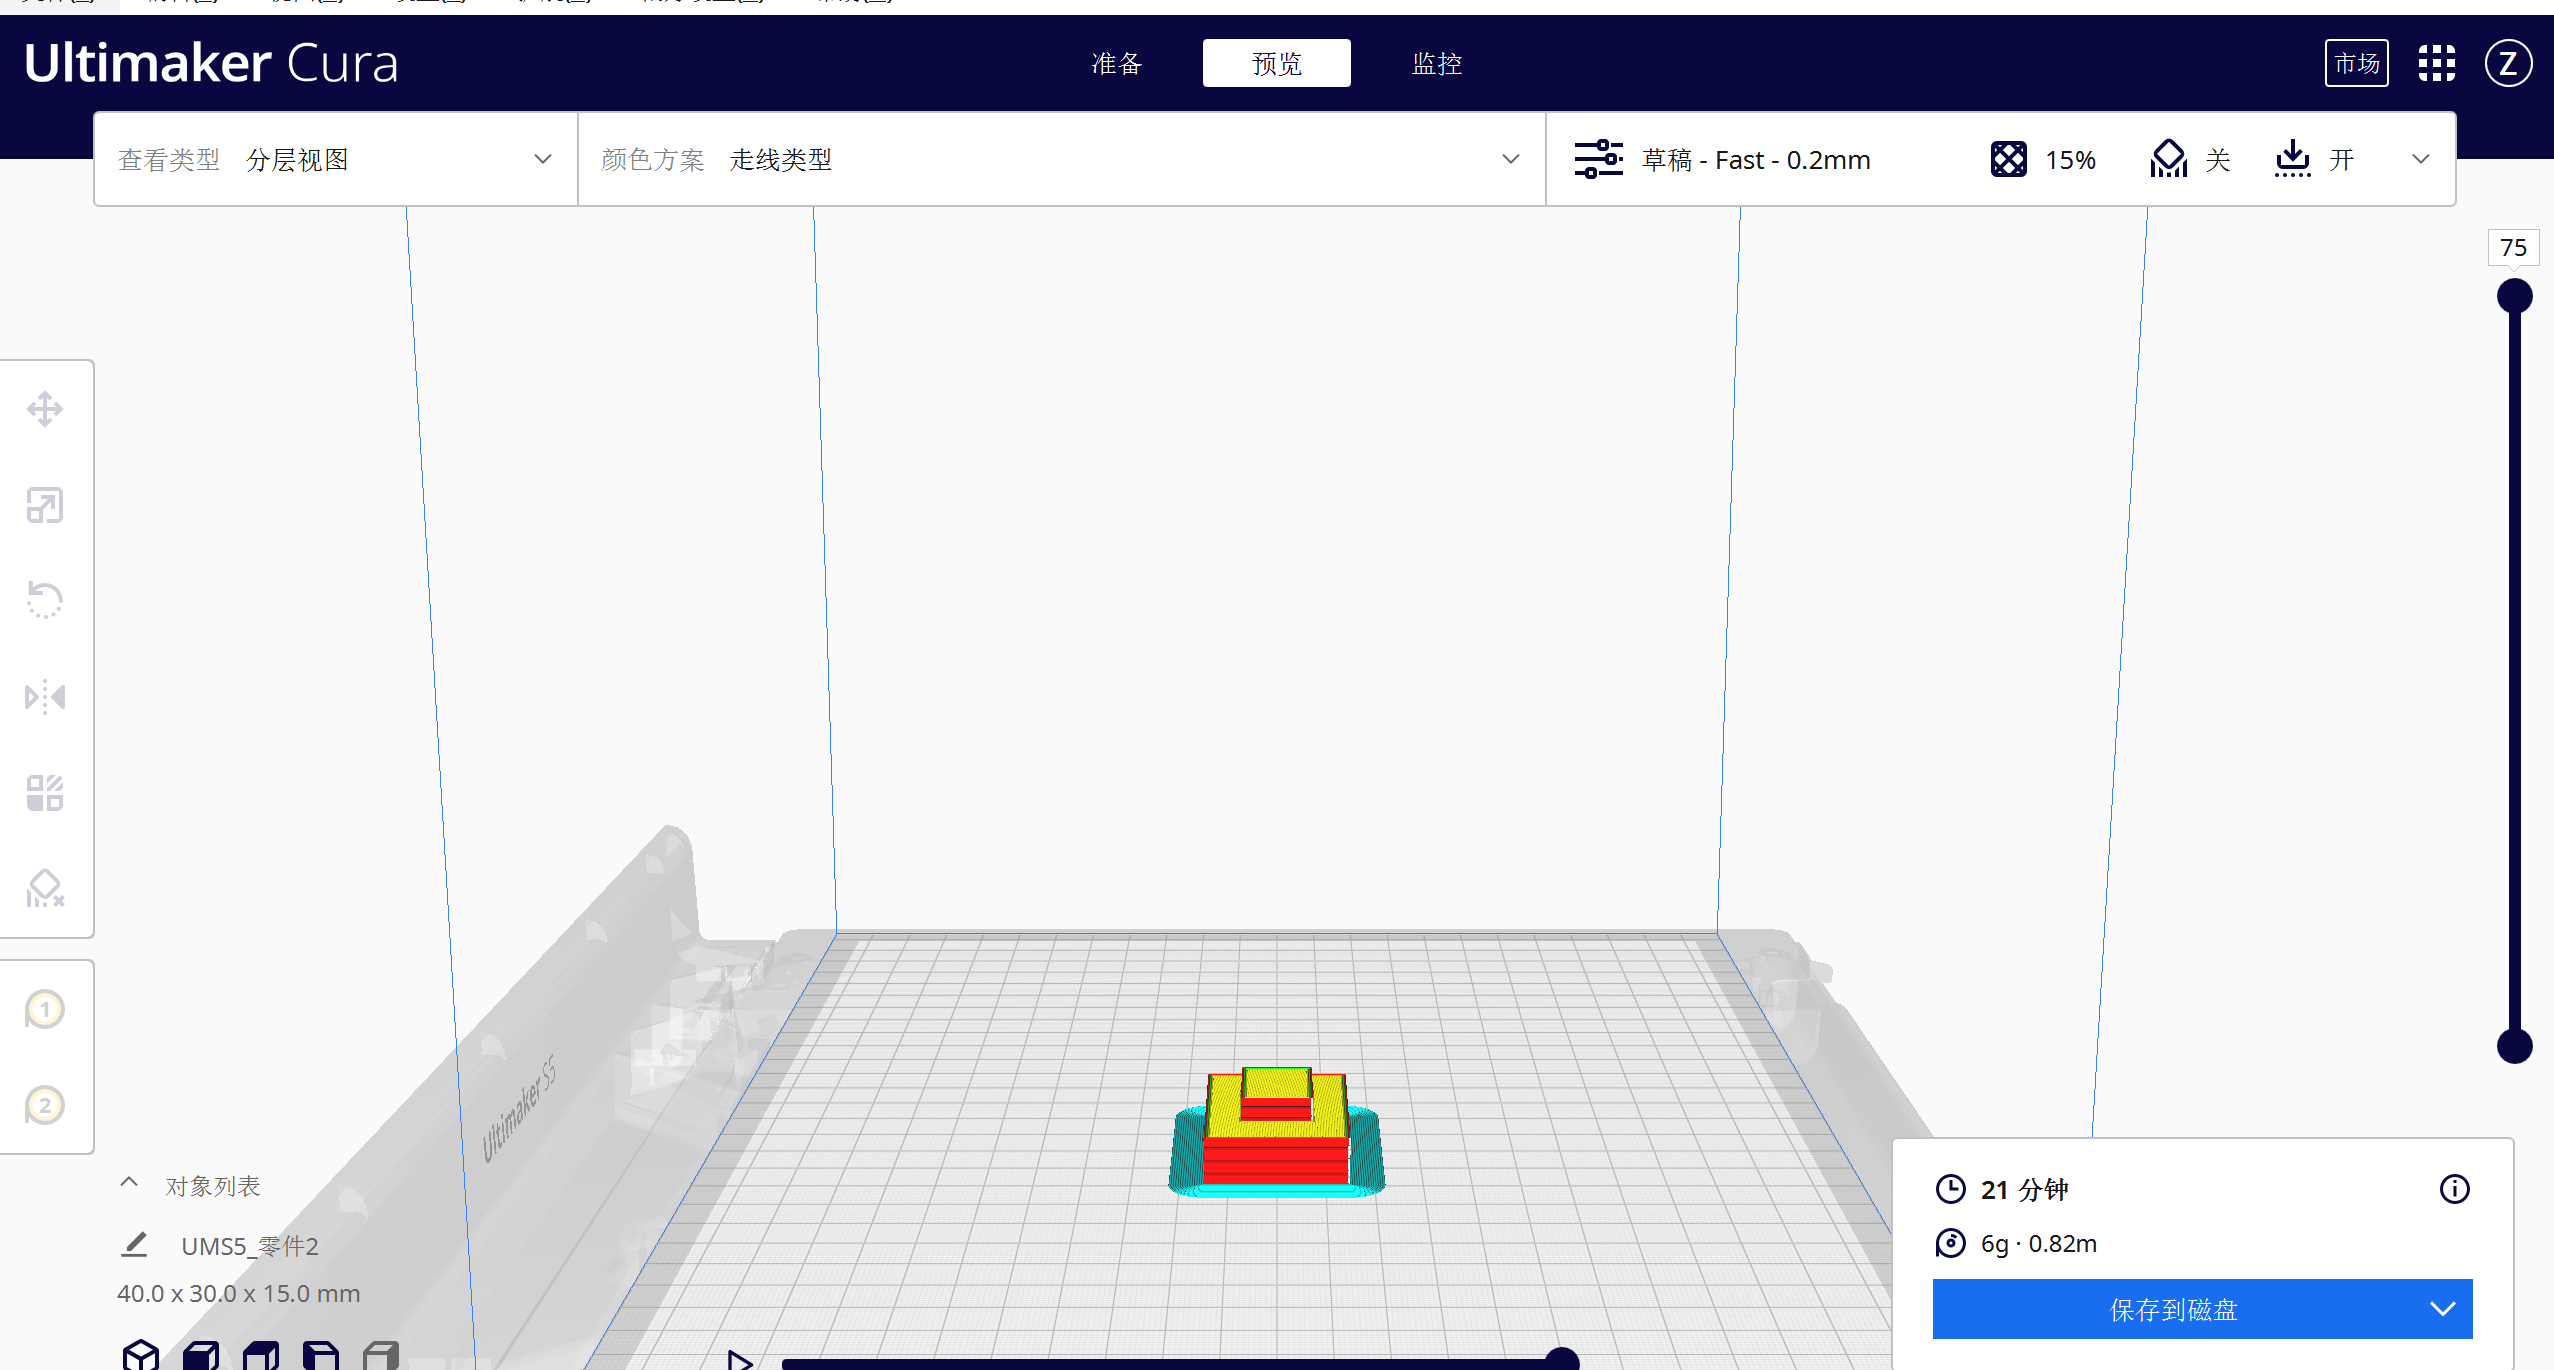 Ultimaker Cura
准备
预览
监控
市场
Z
查看类型 分层视图
颜色方案 走线类型
草稿 - Fast - 0.2mm
15%
关
开
75
1
2
Ultimaker S5
对象列表
UMS5_零件2
40.0 x 30.0 x 15.0 mm
21 分钟
6g · 0.82m
保存到磁盘